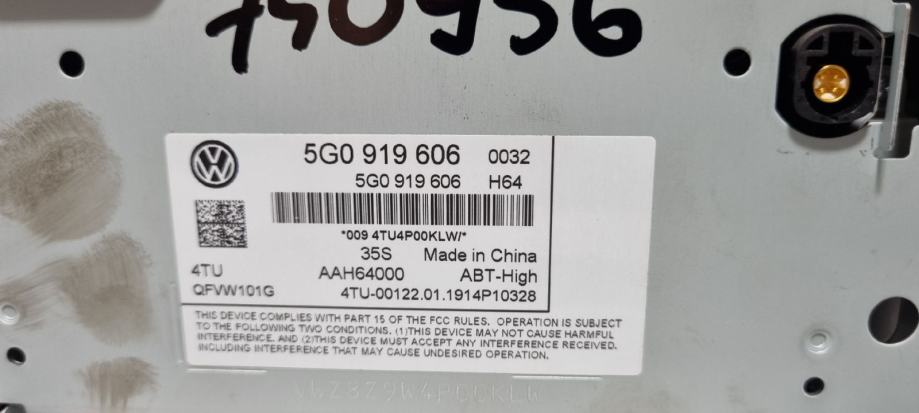 740956
5G0 919 606 0032
5G0 919 606 H64
*009 4TU4P00KLW/*
35S Made in China
4TU AAH64000 ABT-High
QFVW101G 4TU-00122.01.1914P10328
THIS DEVICE COMPLIES WITH PART 15 OF THE FCC RULES. OPERATION IS SUBJECT
TO THE FOLLOWING TWO CONDITIONS. (1)THIS DEVICE MAY NOT CAUSE HARMFUL
INTERFERENCE. AND (2)THIS DEVICE MUST ACCEPT ANY INTERFERENCE RECEIVED.
INCLUDING INTERFERENCE THAT MAY CAUSE UNDESIRED OPERATION.